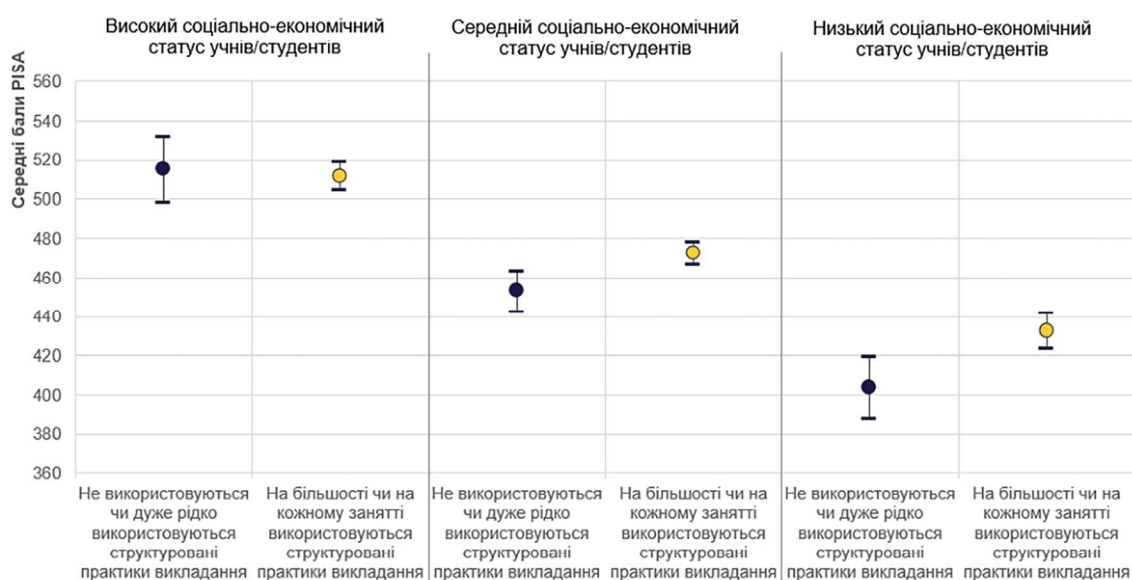 Високий соціально-економічний
статус учнів/студентів
Середній соціально-економічний
статус учнів/студентів
Низький соціально-економічний
статус учнів/студентів
Середні бали PISA
560
540
520
500
480
460
440
420
400
380
360
Не використовуються
чи дуже рідко
використовуються
структуровані
практики викладання
На більшості чи на
кожному занятті
використовуються
структуровані
практики викладання
Не використовуються
чи дуже рідко
використовуються
структуровані
практики викладання
На більшості чи на
кожному занятті
використовуються
структуровані
практики викладання
Не використовуються
чи дуже рідко
використовуються
структуровані
практики викладання
На більшості чи на
кожному занятті
використовуються
структуровані
практики викладання